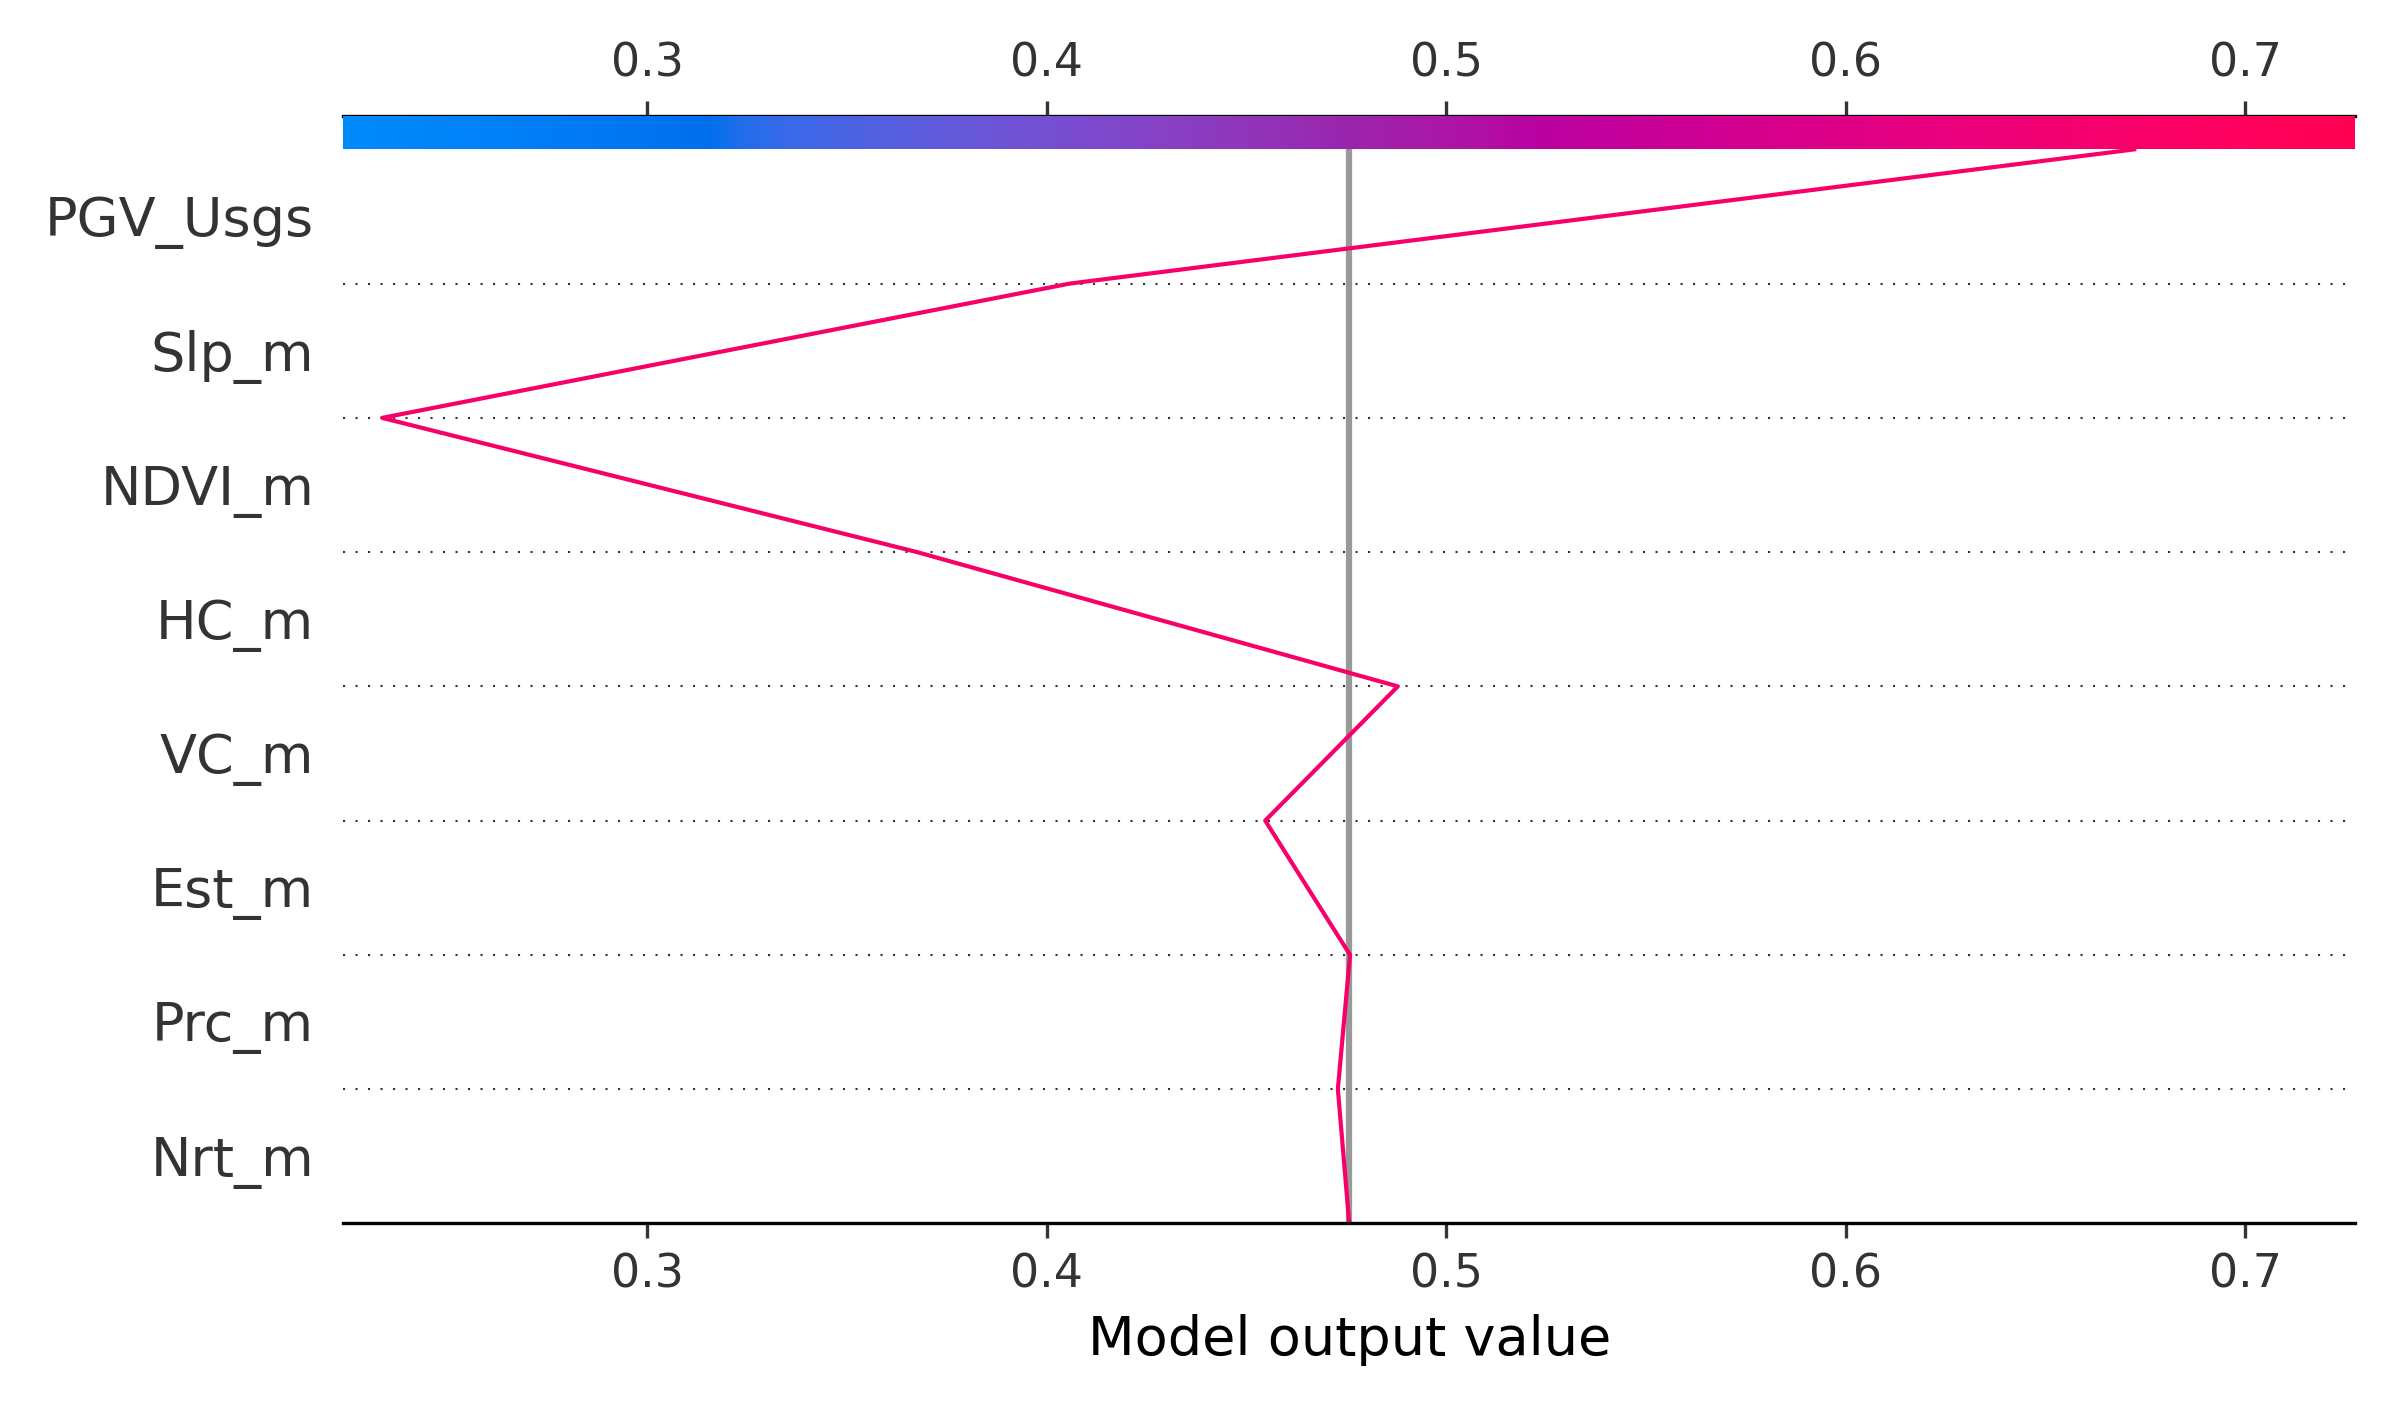 0.3 0.4 0.5 0.6 0.7
PGV_Usgs
Slp_m
NDVI_m
HC_m
VC_m
Est_m
Prc_m
Nrt_m
0.3 0.4 0.5 0.6 0.7
Model output value